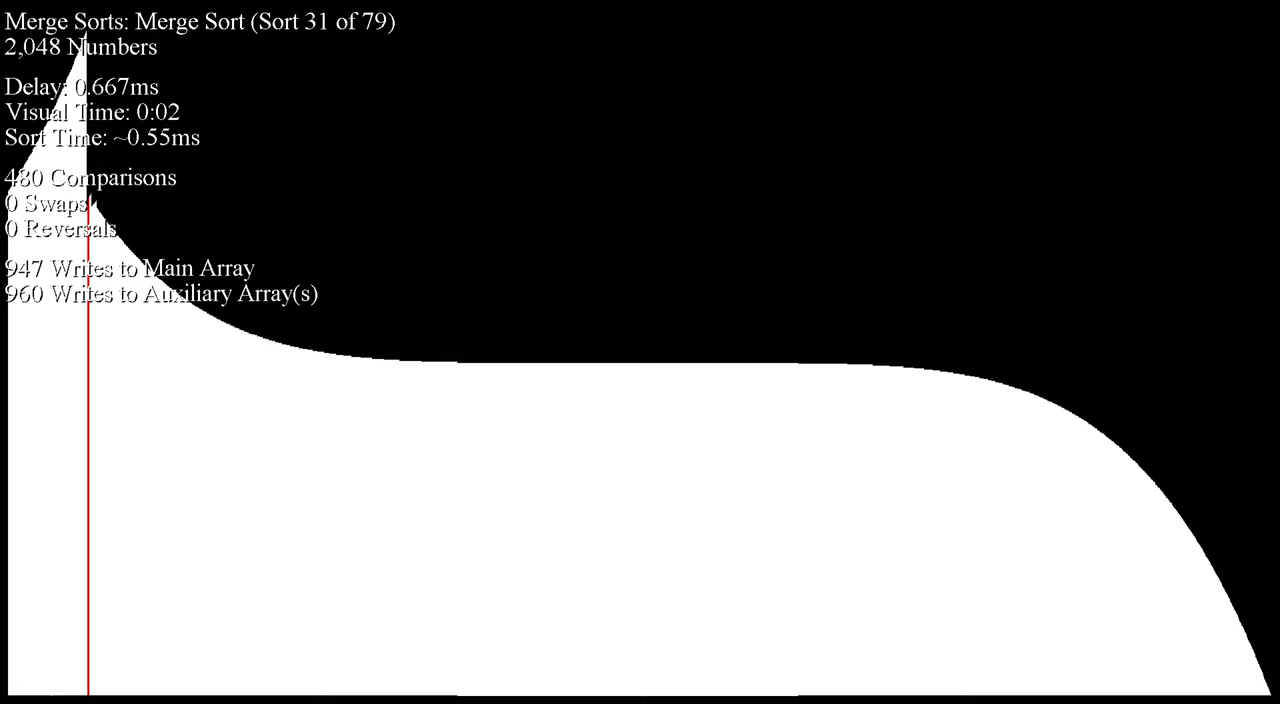 Merge Sorts: Merge Sort (Sort 31 of 79)
2,048 Numbers
Delay: 0.667ms
Visual Time: 0:02
Sort Time: ~0.55ms
480 Comparisons
0 Swaps
0 Reversals
947 Writes to Main Array
960 Writes to Auxiliary Array(s)